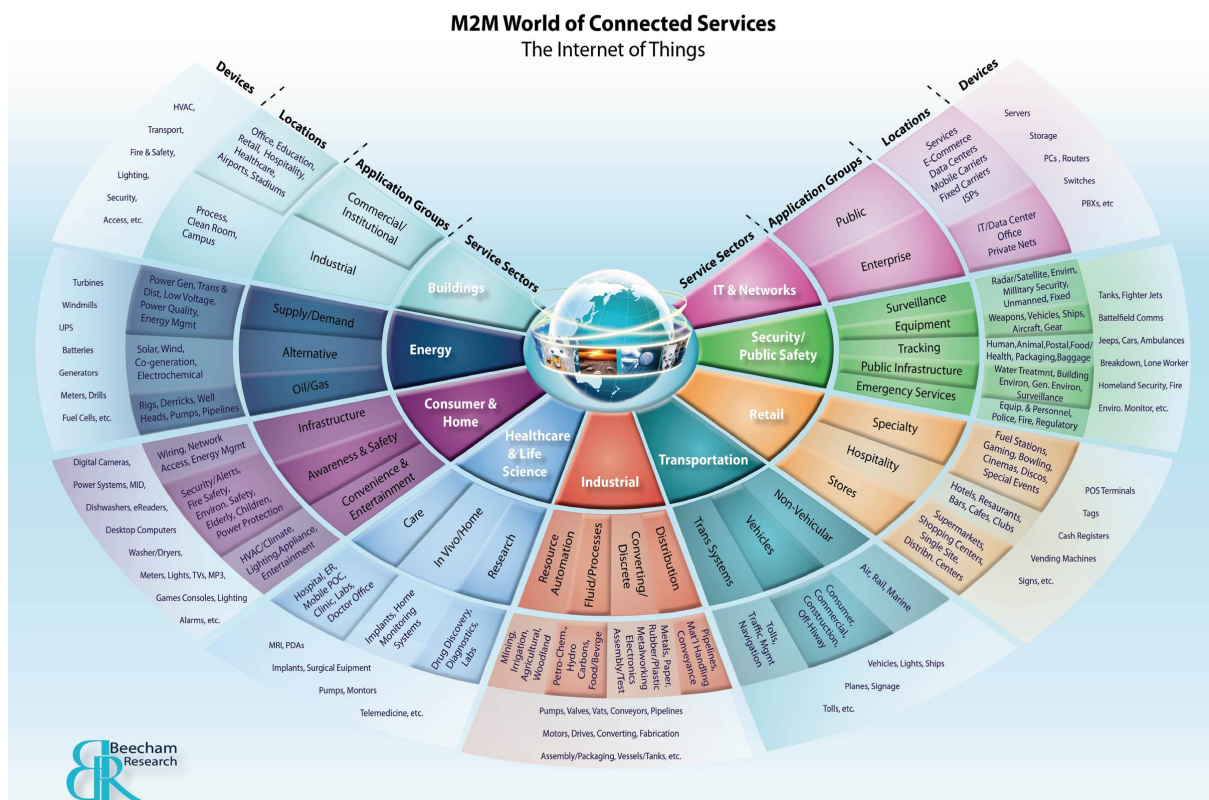 M2M World of Connected Services
The Internet of Things
Devices
Locations
Application Groups
Service Sectors
HVAC,
Transport,
Fire & Safety,
Lighting,
Security,
Access, etc.
Office, Education,
Retail, Hospitality,
Healthcare,
Airports, Stadiums
Process,
Clean Room,
Campus
Commercial/
Institutional
Industrial
Buildings
Turbines
Windmills
UPS
Batteries
Generators
Meters, Drills
Fuel Cells, etc.
Power Gen, Trans &
Dist, Low Voltage,
Power Quality,
Energy Mgmt
Solar, Wind,
Co-generation,
Electrochemical
Rigs, Derricks, Well
Heads, Pumps, Pipelines
Supply/Demand
Alternative
Oil/Gas
Energy
Digital Cameras,
Power Systems, MID,
Dishwashers, eReaders,
Desktop Computers
Washer/Dryers,
Meters, Lights, TVs, MP3,
Games Consoles, Lighting
Alarms, etc.
Wiring, Network
Access, Energy Mgmt
Security/Alerts,
Fire Safety,
Environ, Safety,
Elderly, Children,
Power Protection
HVAC/Climate,
Lighting,Appliance,
Entertainment
Infrastructure
Awareness & Safety
Convenience &
Entertainment
Consumer &
Home
MRI, PDAs
Implants, Surgical Euipment
Pumps, Montors
Telemedicine, etc.
Hospital, ER,
Mobile POC,
Clinic, Labs,
Doctor Office
Implants, Home
Monitoring
Systems
Drug Discovery,
Diagnostics,
Labs
Care
In Vivo/Home
Research
Healthcare
& Life
Science
Industrial
Resource
Automation
Fluid/Processes
Converting/
Discrete
Distribution
Mining,
Irrigation,
Agricultural,
Woodland
Petro-Chem.,
Hydro
Carbons,
Food/Bevrge
Metals, Paper,
Rubber/Plastic
Metalworking
Electronics
Assembly/Test
Pipelines,
Mat'l Handling
Conveyance
Pumps, Valves, Vats, Conveyors, Pipelines
Motors, Drives, Converting, Fabrication
Assembly/Packaging, Vessels/Tanks, etc.
Transportation
Trans Systems
Vehicles
Non-Vehicular
Tolls,
Traffic Mgmt
Navigation
Consumer,
Commercial,
Construction,
Off-Hiway
Air, Rail, Marine
Vehicles, Lights, Ships
Planes, Signage
Tolls, etc.
Retail
Specialty
Hospitality
Stores
Fuel Stations,
Gaming, Bowling,
Cinemas, Discos,
Special Events
Hotels, Restaurants,
Bars, Cafes, Clubs
Supermarkets,
Shopping Centers,
Single Site,
Distribn. Centers
POS Terminals
Tags
Cash Registers
Vending Machines
Signs, etc.
Security/
Public Safety
Surveillance
Equipment
Tracking
Public Infrastructure
Emergency Services
Radar/Satellite, Envirn,
Millitary Security,
Unmanned, Fixed
Weapons, Vehicles, Ships,
Aircraft, Gear
Human,Animal,Postal,Food/
Health, Packaging,Baggage
Water Treatmnt, Building
Environ, Gen. Environ,
Surveillance
Equip. & Personnel,
Police, Fire, Regulatory
Tanks, Fighter Jets
Battelfield Comms
Jeeps, Cars, Ambulances
Breakdown, Lone Worker
Homeland Security, Fire
Enviro. Monitor, etc.
IT & Networks
Public
Enterprise
Services
E-Commerce
Data Centers
Mobile Carriers
Fixed Carriers
ISPs
IT/Data Center
Office
Private Nets
Servers
Storage
PCs , Routers
Switches
PBXs, etc
Devices
Locations
Application Groups
Service Sectors
Beecham
Research
BR